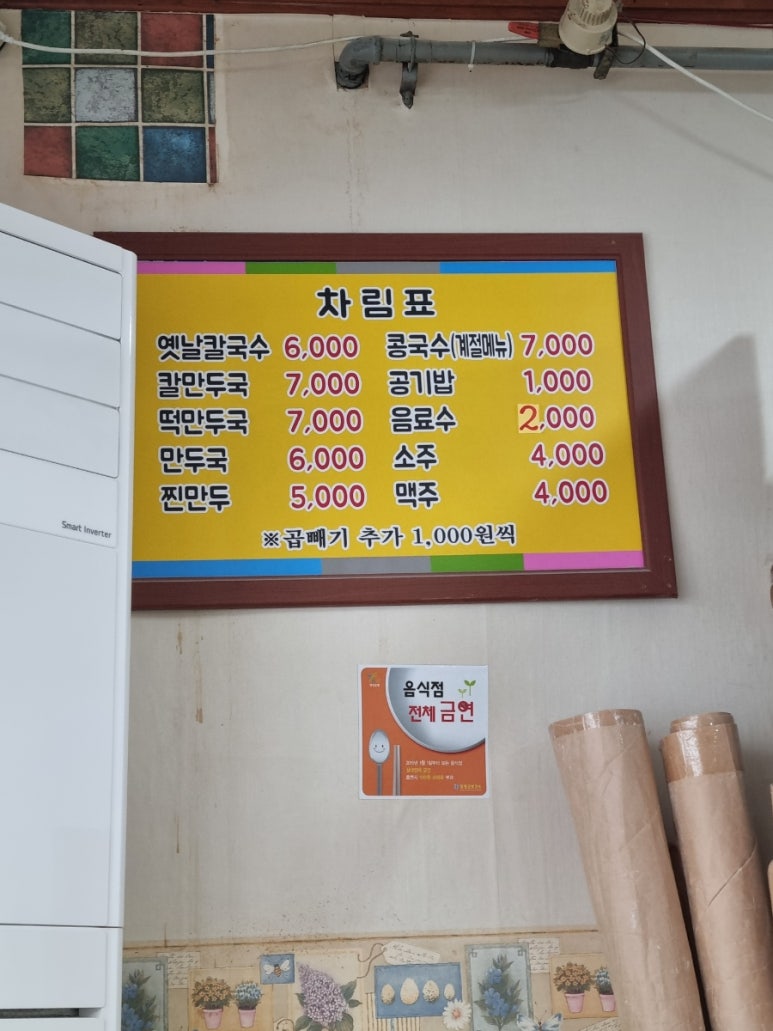 차림표
옛날칼국수 6,000 콩국수(계절메뉴) 7,000
칼만두국 7,000 공기밥 1,000
떡만두국 7,000 음료수 2,000
만두국 6,000 소주 4,000
찐만두 5,000 맥주 4,000
※곱빼기 추가 1,000원씩
Smart Inverter
음식점
전체 금연